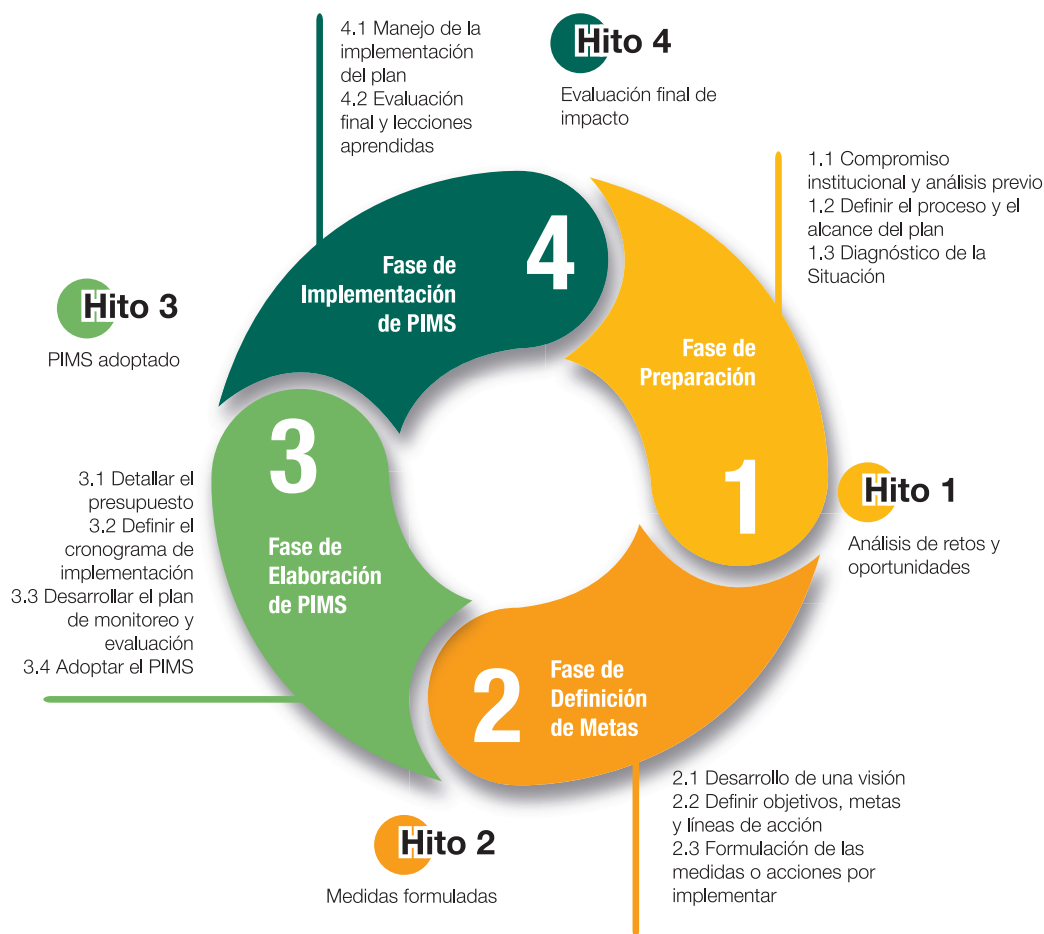 4.1 Manejo de la
implementación
del plan
4.2 Evaluación
final y lecciones
aprendidas
Hito 4
Evaluación final de
impacto
1.1 Compromiso
institucional y análisis previo
1.2 Definir el proceso y el
alcance del plan
1.3 Diagnóstico de la
Situación
4
Fase de
Implementación
de PIMS
Hito 3
PIMS adoptado
Fase de
Preparación
1
Hito 1
Análisis de retos y
oportunidades
3
Fase de
Elaboración
de PIMS
3.1 Detallar el
presupuesto
3.2 Definir el
cronograma de
implementación
3.3 Desarrollar el plan
de monitoreo y
evaluación
3.4 Adoptar el PIMS
2
Fase de
Definición
de Metas
2.1 Desarrollo de una visión
2.2 Definir objetivos, metas
y líneas de acción
2.3 Formulación de las
medidas o acciones por
implementar
Hito 2
Medidas formuladas